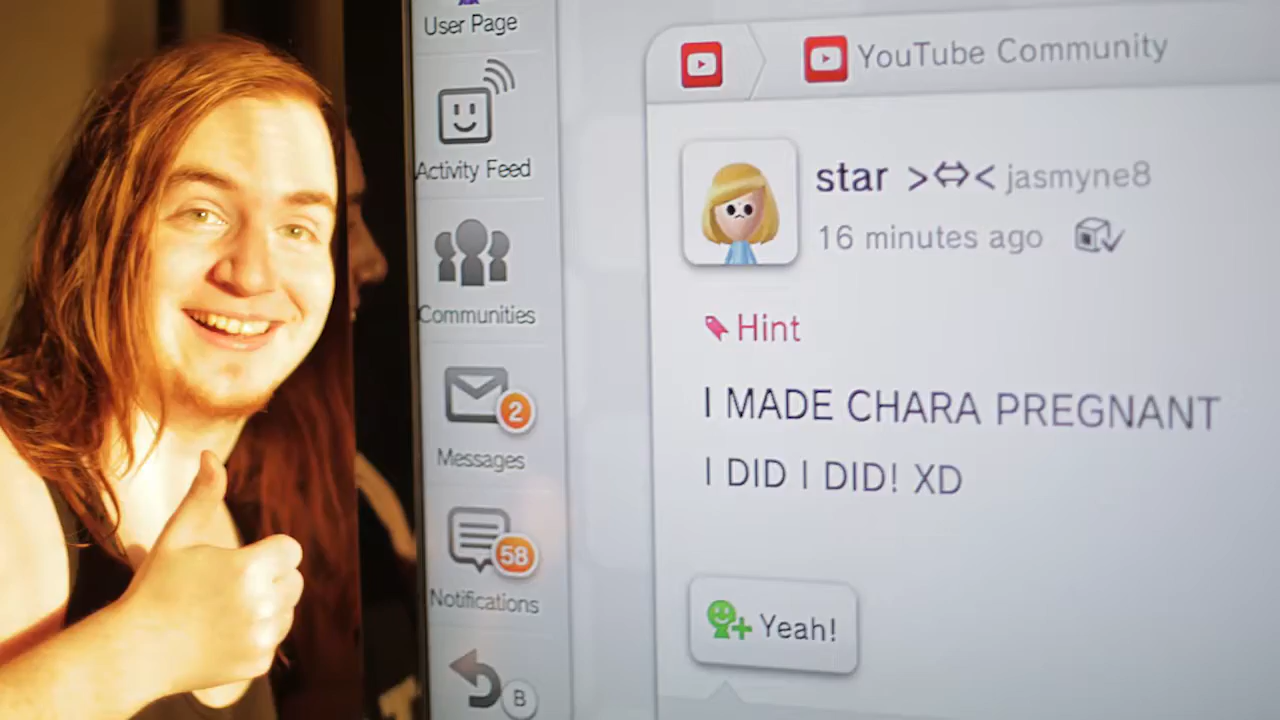 User Page
Activity Feed
Communities
2
Messages
58
Notifications
B
YouTube Community
star >⇔< jasmyne8
16 minutes ago
Hint
I MADE CHARA PREGNANT
I DID I DID! XD
Yeah!